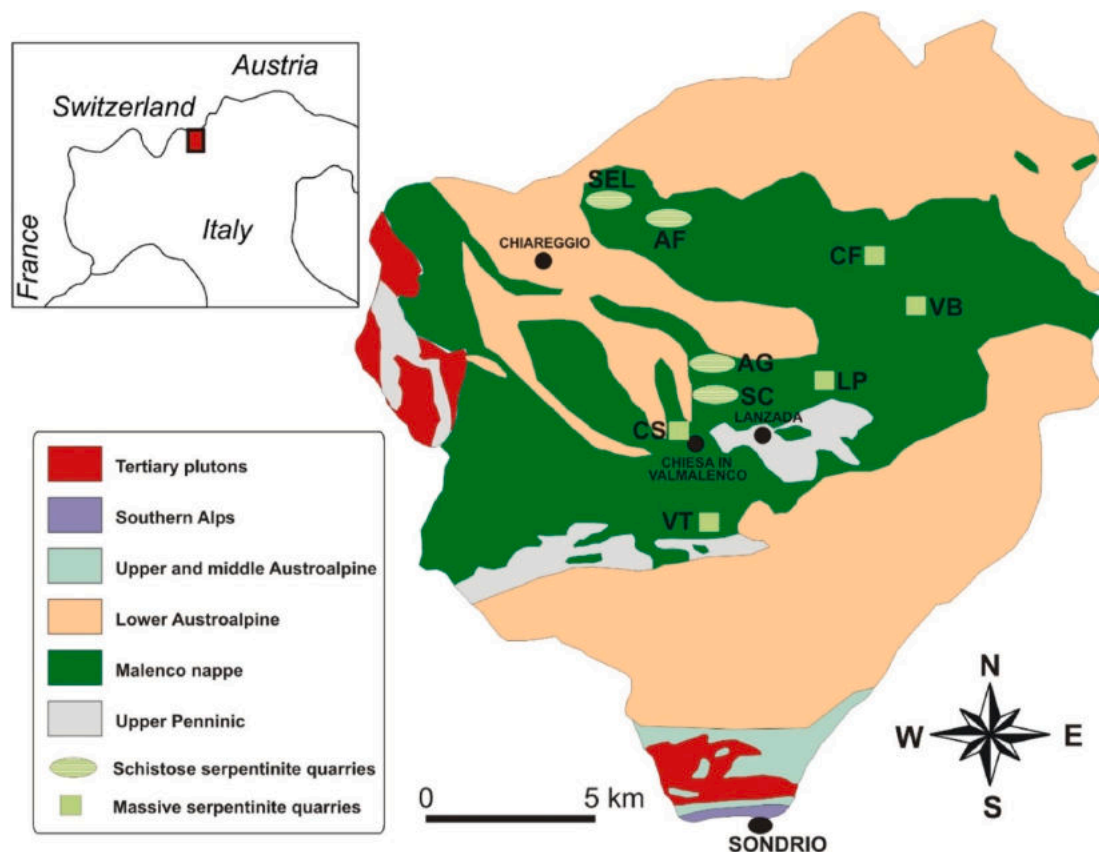 Austria
Switzerland
Italy
France
SEL
AF
CHIAREGGIO
CF
VB
AG
LP
SC
LANZADA
CS
CHIESA IN
VALMALENCO
VT
Tertiary plutons
Southern Alps
Upper and middle Austroalpine
Lower Austroalpine
Malenco nappe
Upper Penninic
Schistose serpentinite quarries
Massive serpentinite quarries
0 5 km
SONDRIO
N
W E
S